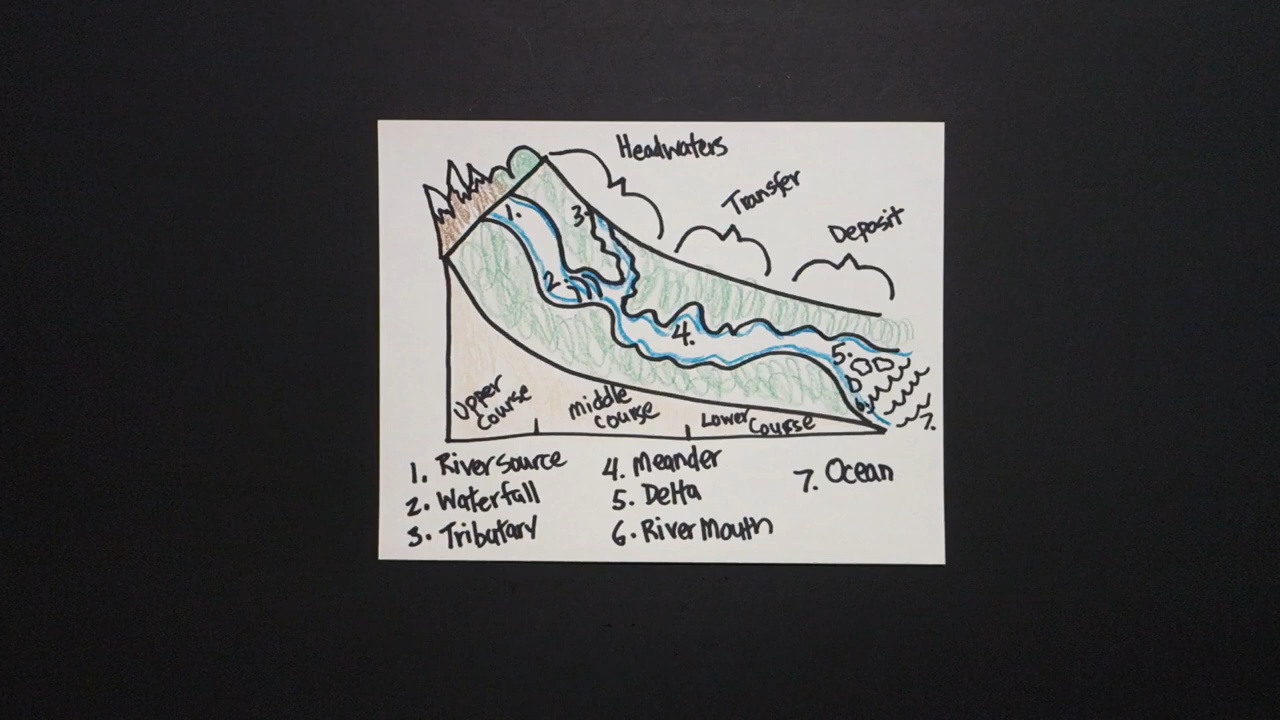 Headwaters
Transfer
Deposit
1.
3.
2.
4.
5.
6.
7.
Upper
Course
middle
course
Lower
Course
1. River source
2. Waterfall
3. Tributary
4. Meander
5. Delta
6. River Mouth
7. Ocean